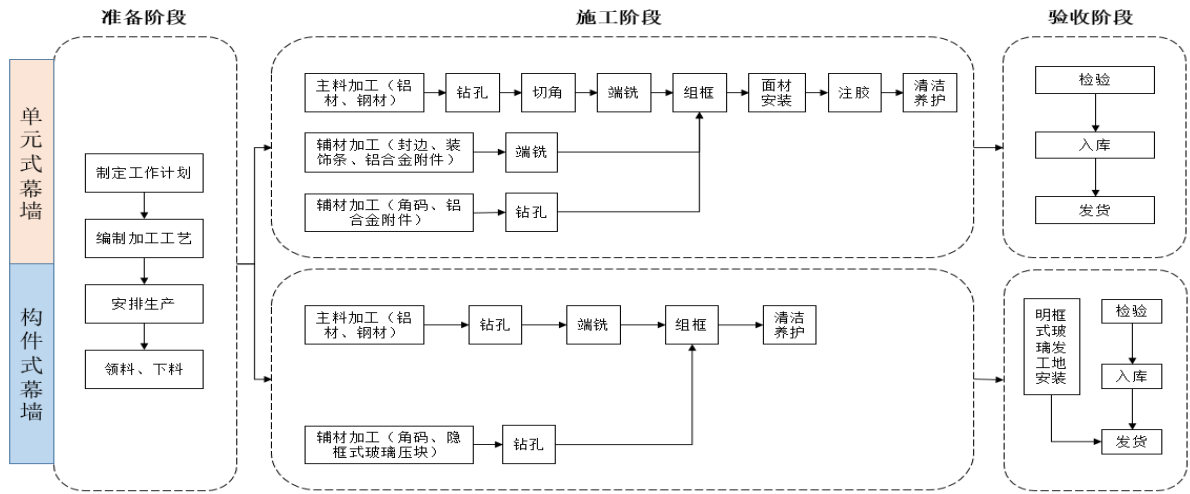 准备阶段
施工阶段
验收阶段
单元式幕墙
构件式幕墙
制定工作计划
编制加工工艺
安排生产
领料、下料
主料加工（铝
材、钢材）
钻孔
切角
端铣
组框
面材
安装
注胶
清洁
养护
辅材加工（封边、装
饰条、铝合金附件）
端铣
辅材加工（角码、铝
合金附件）
钻孔
检验
入库
发货
主料加工（铝
材、钢材）
钻孔
端铣
组框
清洁
养护
辅材加工（角码、隐
框式玻璃压块）
钻孔
明框
式玻
璃发
工地
安装
检验
入库
发货